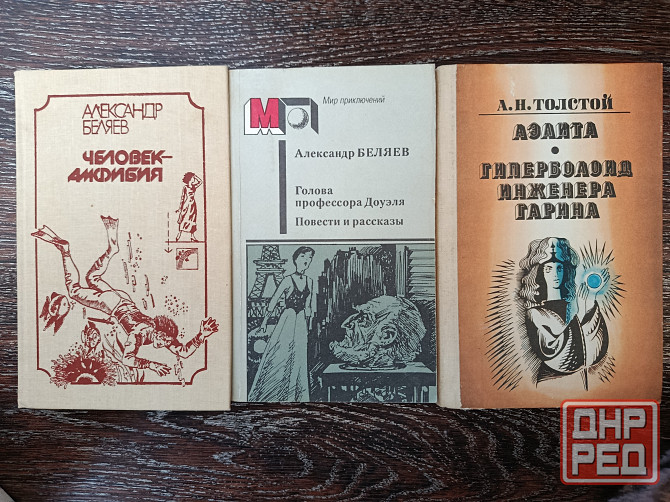 АЛЕКСАНДР
БЕЛЯЕВ
ЧЕЛОВЕК-
АМФИБИЯ
МП
Мир приключений
Александр БЕЛЯЕВ
Голова
профессора Доуэля
Повести и рассказы
А.Н.ТОЛСТОЙ
АЭЛИТА
•
ГИПЕРБОЛОИД
ИНЖЕНЕРА
ГАРИНА
ДНР
РЕД